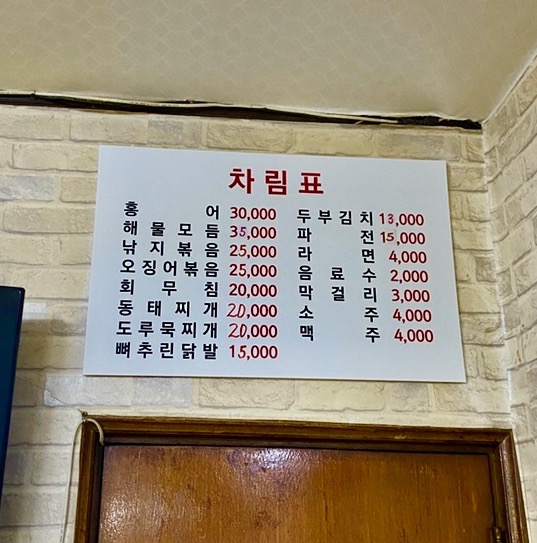 차림표
홍어 30,000
해물모듬 35,000
낚지볶음 25,000
오징어볶음 25,000
회무침 20,000
동태찌개 20,000
도루묵찌개 20,000
뼈추린닭발 15,000
두부김치 13,000
파전 15,000
라면 4,000
음료수 2,000
막걸리 3,000
소주 4,000
맥주 4,000